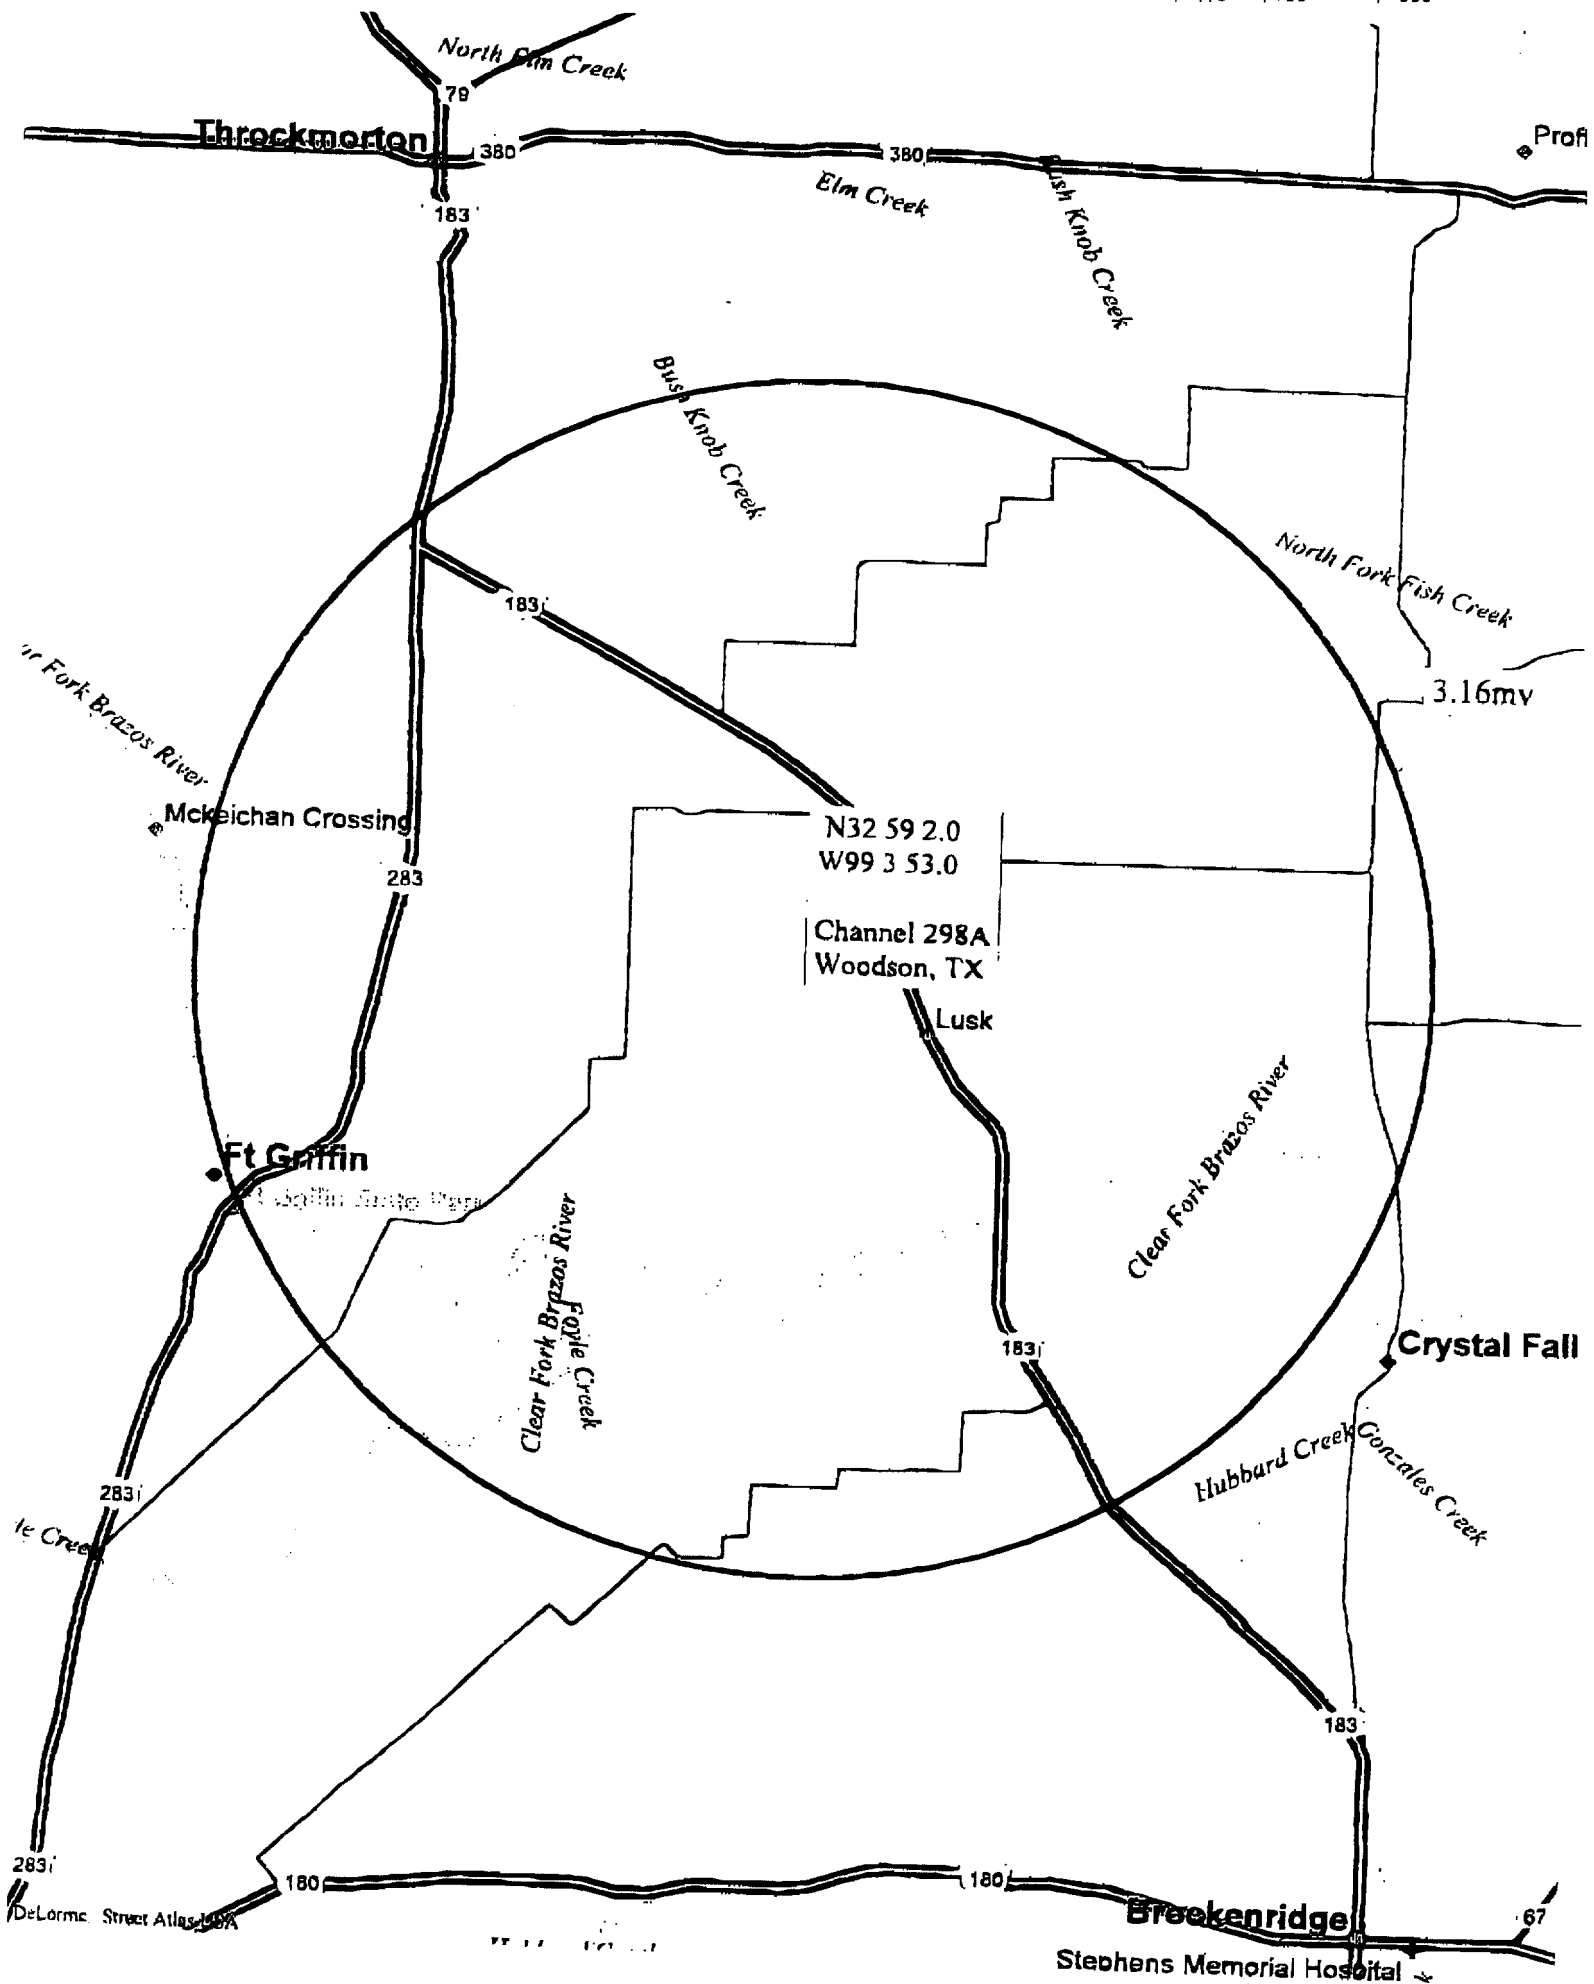 North Elm Creek
79
Throckmorton
380
380
Elm Creek
183
Bush Knob Creek
Bush Knob Creek
North Fork Fish Creek
183
3.16mv
Fork Brazos River
Mckeichan Crossing
N32 59 2.0
W99 3 53.0
283
Channel 298A
Woodson, TX
Lusk
Clear Fork Brazos River
Ft Griffin
Clear Fork Brazos River
Foyle Creek
183
Crystal Fall
Hubbard Creek
Gonzales Creek
283
Creek
183
283
180
180
DeLorme Street Atlas USA
Breckenridge
67
Stephens Memorial Hospital